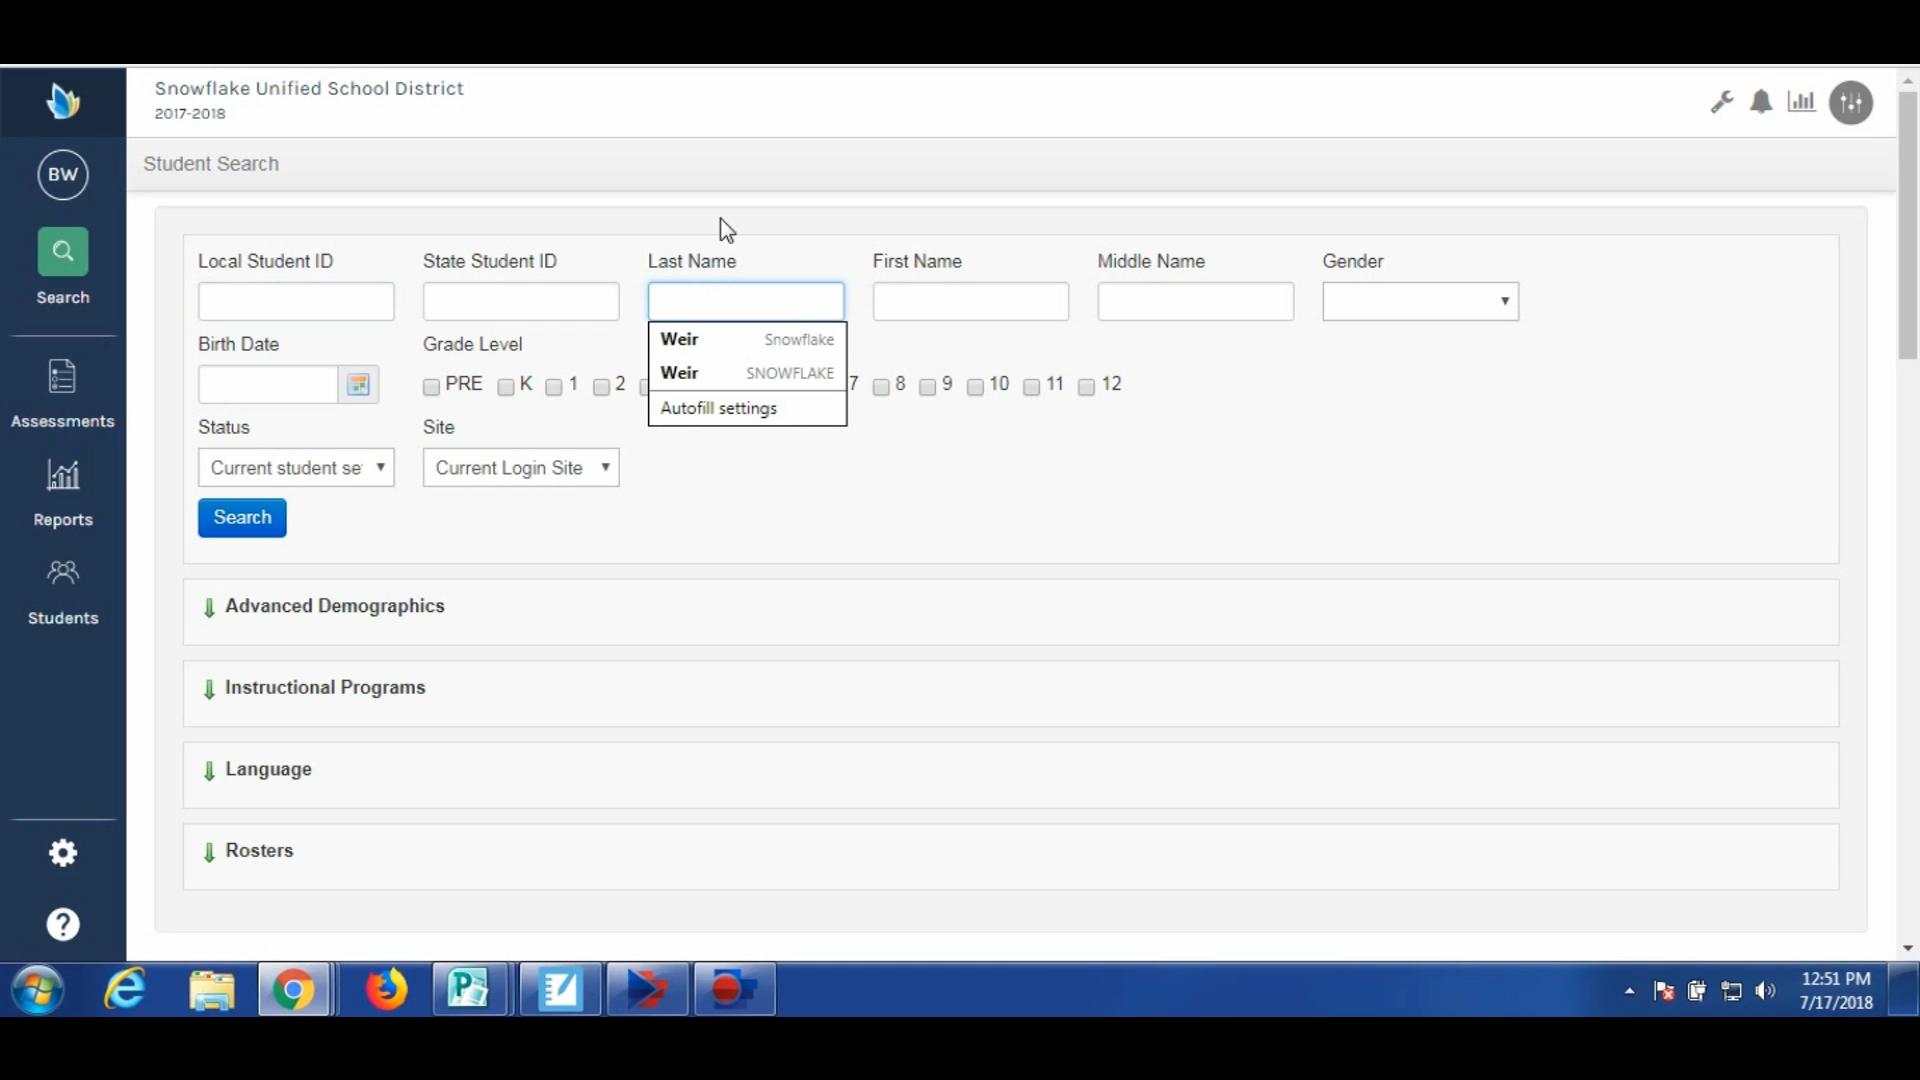 Snowflake Unified School District
2017-2018
BW
Student Search
Search
Local Student ID
State Student ID
Last Name
First Name
Middle Name
Gender
Weir Snowflake
Weir SNOWFLAKE
Autofill settings
Birth Date
Grade Level
PRE K 1 2 7 8 9 10 11 12
Status
Site
Current student se
Current Login Site
Search
Assessments
Reports
Students
Advanced Demographics
Instructional Programs
Language
Rosters
?
P
12:51 PM
7/17/2018